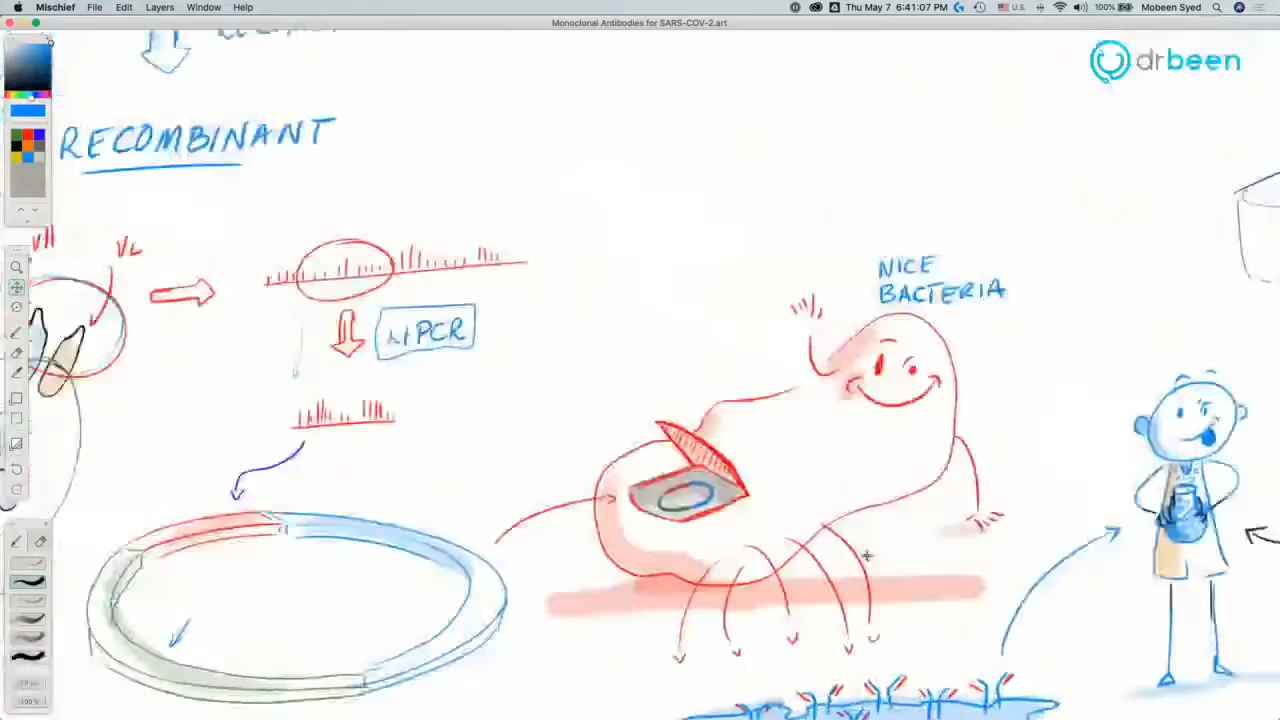 Mischief File Edit Layers Window Help
Thu May 7 6:41:07 PM U.S. 100% Mobeen Syed
Monoclonal Antibodies for SARS-COV-2.art
drbeen
RECOMBINANT
VH
VL
PCR
NICE
BACTERIA